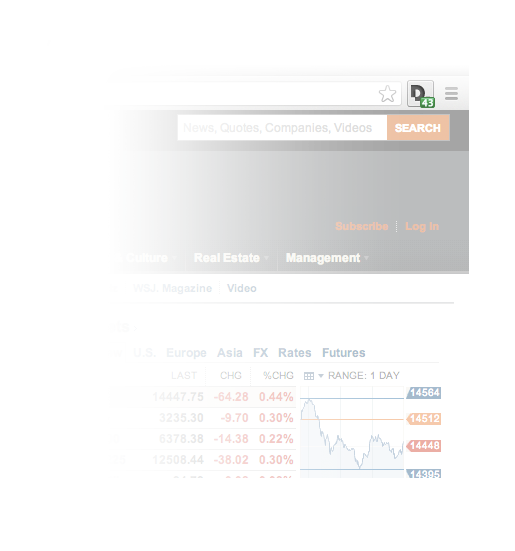 43
News, Quotes, Companies, Videos SEARCH
Subscribe Log In
Culture Real Estate Management
WSJ. Magazine Video
U.S. Europe Asia FX Rates Futures
LAST CHG %CHG RANGE: 1 DAY
14447.75 -64.28 0.44% 14564
3235.30 -9.70 0.30% 14512
6378.38 -14.38 0.22% 14448
12508.44 -38.02 0.30% 14395